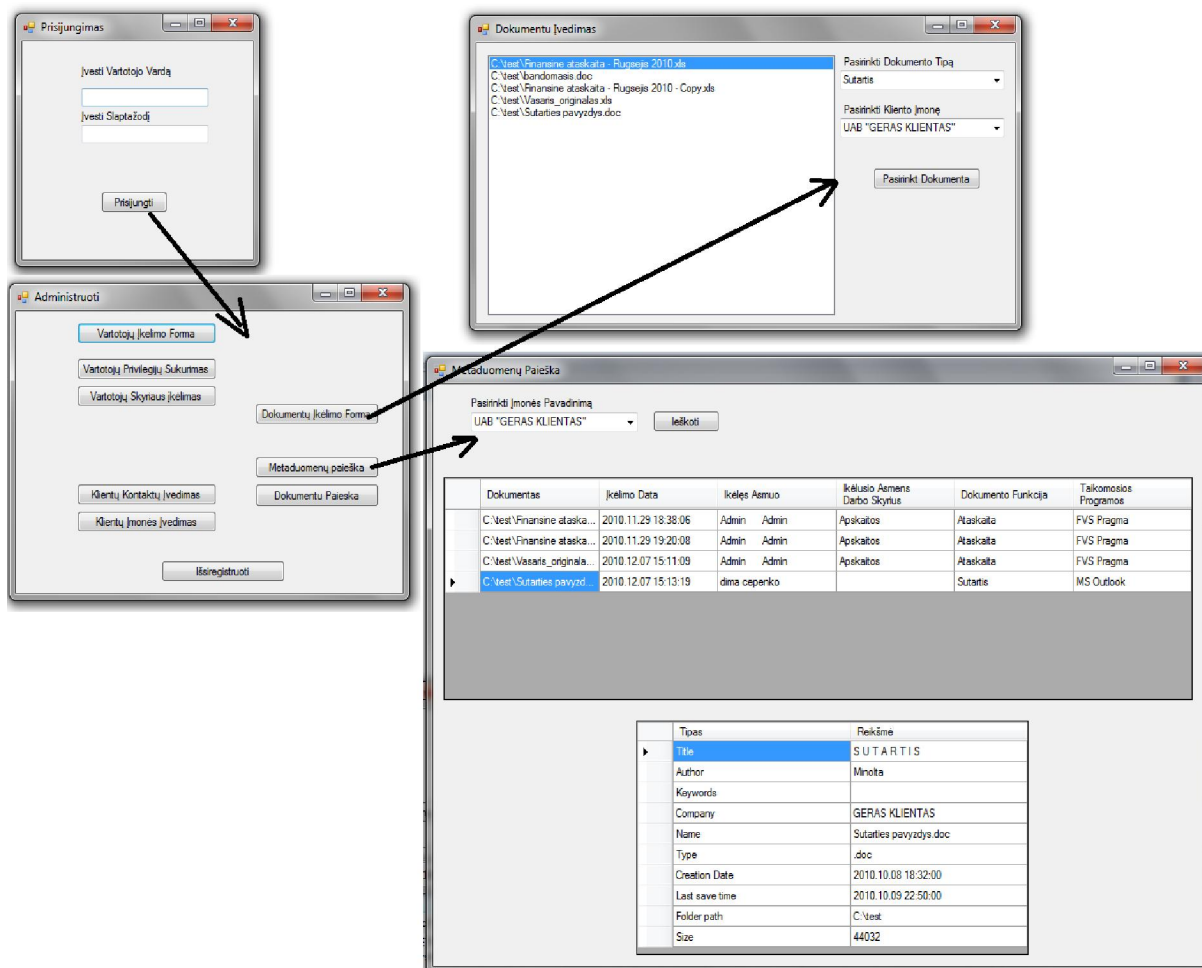 Prisijungimas
Įvesti Vartotojo Vardą
Įvesti Slaptažodį
Prisijungti
Dokumentu Įvedimas
C:\test\Finansine ataskaita - Rugsejis 2010.xls
C:\test\bandomasis.doc
C:\test\Finansine ataskaita - Rugsejis 2010 - Copy.xls
C:\test\Vasaris_originalas.xls
C:\test\Sutarties pavyzdys.doc
Pasirinkti Dokumento Tipą
Sutartis
Pasirinkti Kliento Įmonę
UAB "GERAS KLIENTAS"
Pasirinkt Dokumenta
Administruoti
Vartotojų Įkelimo Forma
Vartotojų Privilegijų Sukurimas
Vartotojų Skyriaus įkėlimas
Dokumentų Įkėlimo Forma
Metaduomenų paieška
Klientų Kontaktų Įvedimas
Dokumentu Paieska
Klientų Įmonės Įvedimas
Išsiregistruoti
Metaduomenų Paieška
Pasirinkti Įmonės Pavadinimą
UAB "GERAS KLIENTAS"
Ieškoti
Dokumentas Įkėlimo Data Ikėlęs Asmuo Ikėlusio Asmens Darbo Skyrius Dokumento Funkcija Taikomosios Programos
C:\test\Finansine ataska... 2010.11.29 18:38:06 Admin Admin Apskaitos Ataskaita FVS Pragma
C:\test\Finansine ataska... 2010.11.29 19:20:08 Admin Admin Apskaitos Ataskaita FVS Pragma
C:\test\Vasaris_originala... 2010.12.07 15:11:09 Admin Admin Apskaitos Ataskaita FVS Pragma
C:\test\Sutarties pavyzd... 2010.12.07 15:13:19 dima cepenko Sutartis MS Outlook
Tipas Reikšmė
Title S U T A R T I S
Author Minolta
Keywords
Company GERAS KLIENTAS
Name Sutarties pavyzdys.doc
Type .doc
Creation Date 2010.10.08 18:32:00
Last save time 2010.10.09 22:50:00
Folder path C:\test
Size 44032